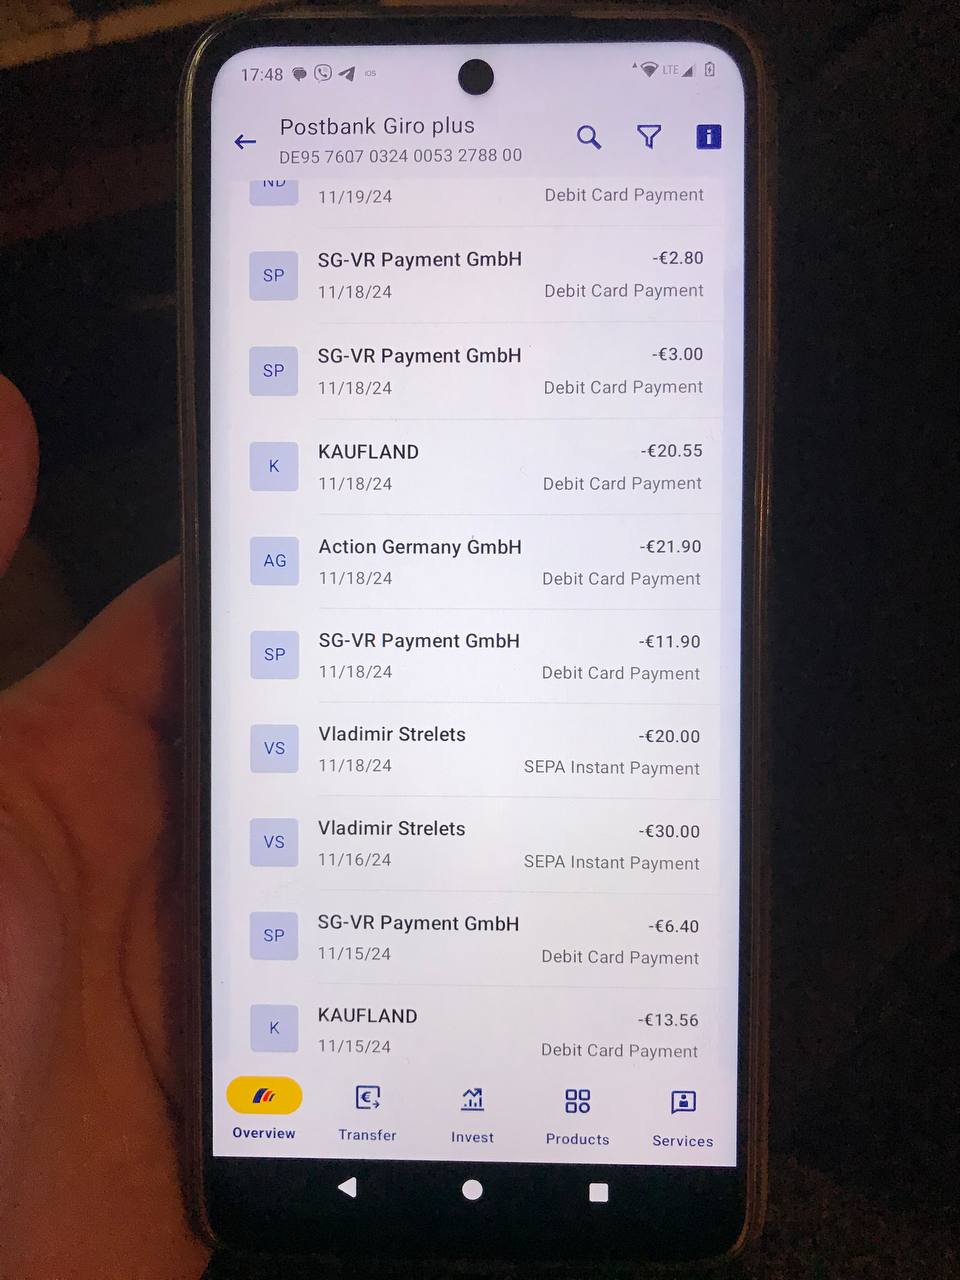 17:48 iOS LTE
Postbank Giro plus
DE95 7607 0324 0053 2788 00
i
ND
11/19/24 Debit Card Payment
SP SG-VR Payment GmbH -€2.80
11/18/24 Debit Card Payment
SP SG-VR Payment GmbH -€3.00
11/18/24 Debit Card Payment
K KAUFLAND -€20.55
11/18/24 Debit Card Payment
AG Action Germany GmbH -€21.90
11/18/24 Debit Card Payment
SP SG-VR Payment GmbH -€11.90
11/18/24 Debit Card Payment
VS Vladimir Strelets -€20.00
11/18/24 SEPA Instant Payment
VS Vladimir Strelets -€30.00
11/16/24 SEPA Instant Payment
SP SG-VR Payment GmbH -€6.40
11/15/24 Debit Card Payment
K KAUFLAND -€13.56
11/15/24 Debit Card Payment
Overview Transfer Invest Products Services